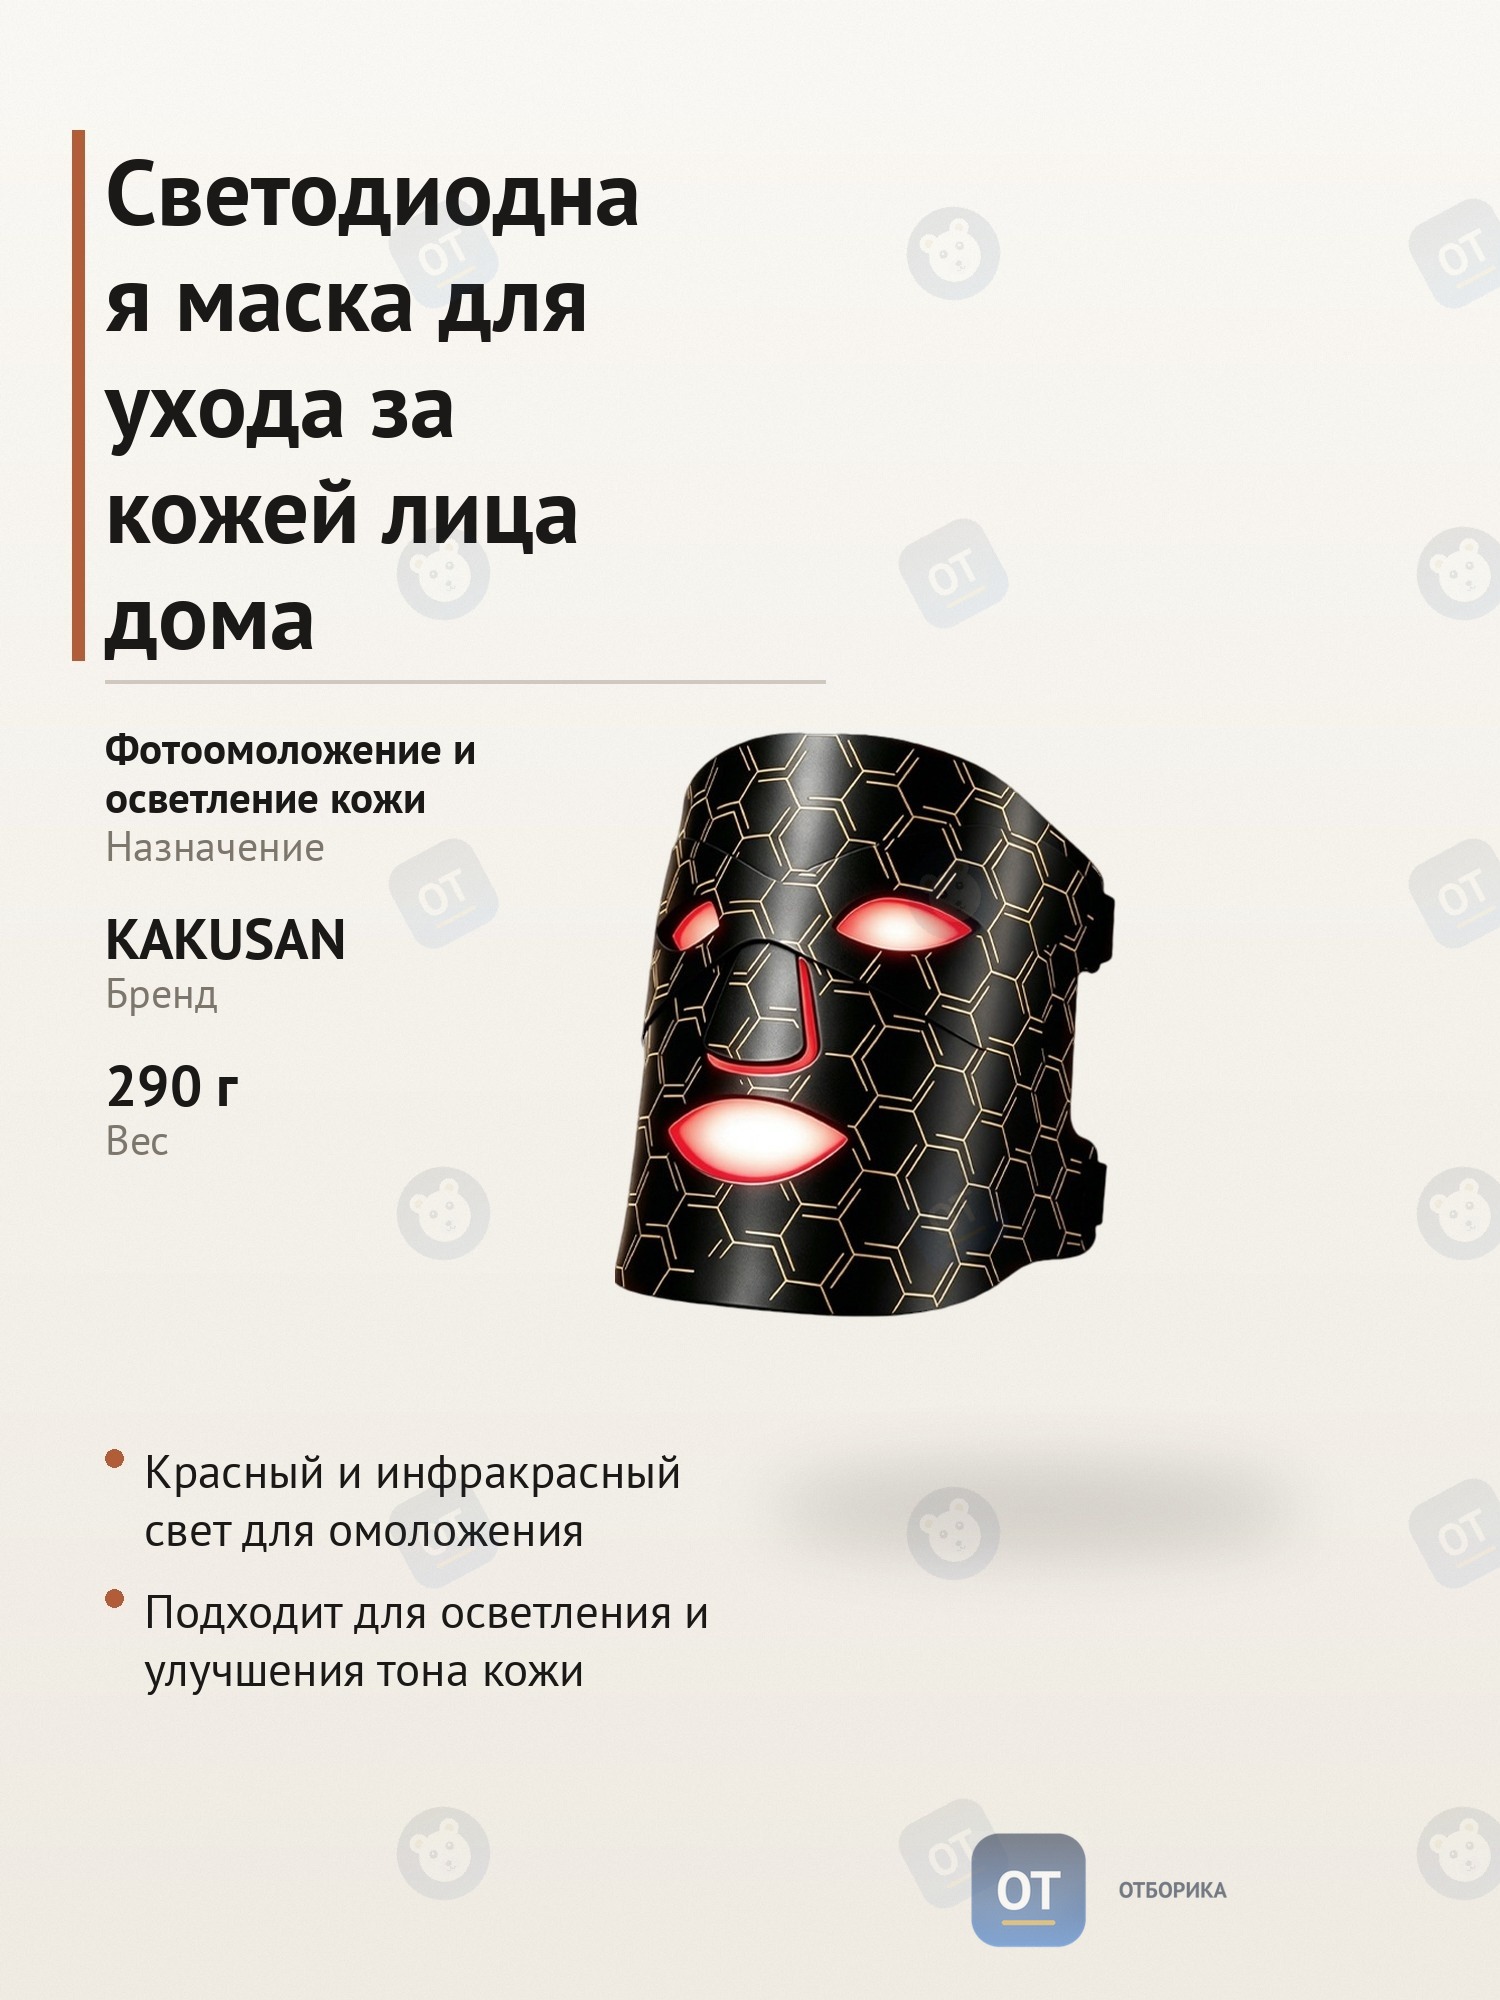 Светодиодна
я маска для
ухода за
кожей лица
дома
Фотоомоложение и
осветление кожи
Назначение
KAKUSAN
Бренд
290 г
Вес
Красный и инфракрасный
свет для омоложения
Подходит для осветления и
улучшения тона кожи
ОТ
ОТБОРИКА